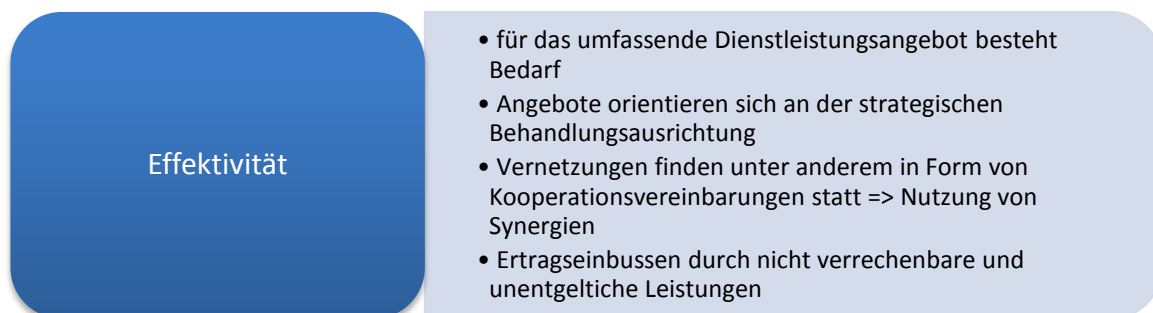 Effektivität
• für das umfassende Dienstleistungsangebot besteht
Bedarf
• Angebote orientieren sich an der strategischen
Behandlungsausrichtung
• Vernetzungen finden unter anderem in Form von
Kooperationsvereinbarungen statt => Nutzung von
Synergien
• Ertragseinbussen durch nicht verrechenbare und
unentgeltiche Leistungen